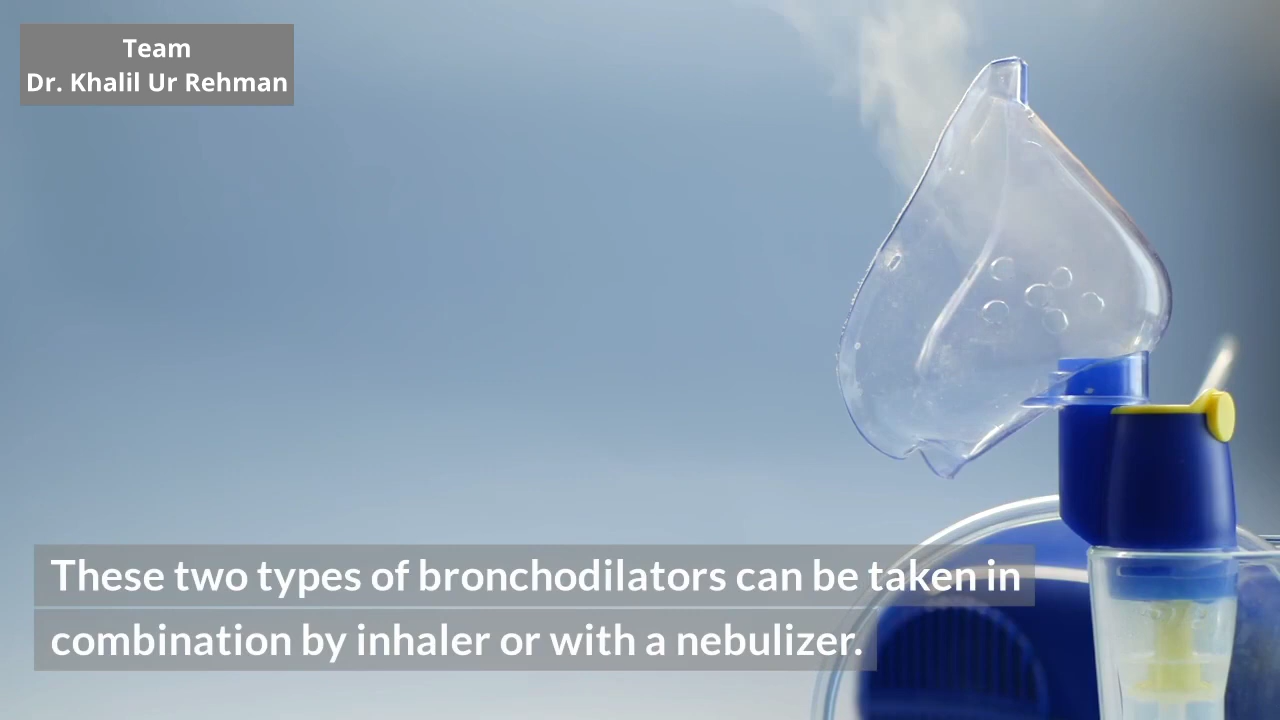 Team
Dr. Khalil Ur Rehman
These two types of bronchodilators can be taken in
combination by inhaler or with a nebulizer.